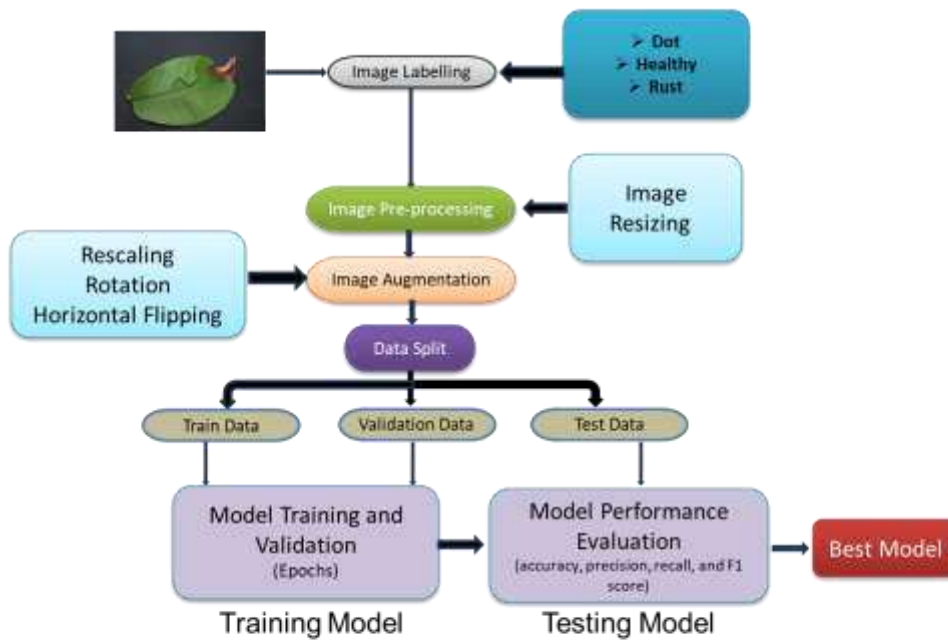 Image Labelling
➢ Dot
➢ Healthy
➢ Rust
Image Pre-processing
Image
Resizing
Rescaling
Rotation
Horizontal Flipping
Image Augmentation
Data Split
Train Data
Validation Data
Test Data
Model Training and
Validation
(Epochs)
Model Performance
Evaluation
(accuracy, precision, recall, and F1
score)
Best Model
Training Model
Testing Model